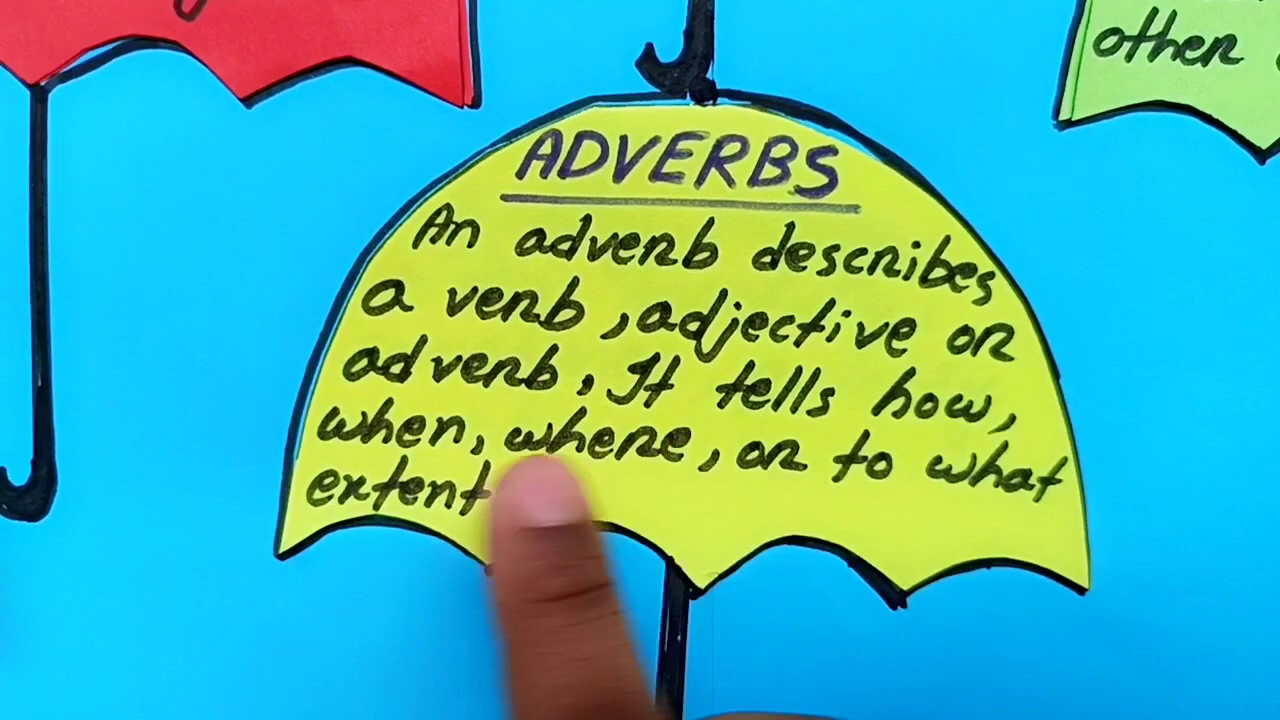 other
ADVERBS
An adverb describes
a verb, adjective or
adverb, It tells how,
when, where, or to what
extent